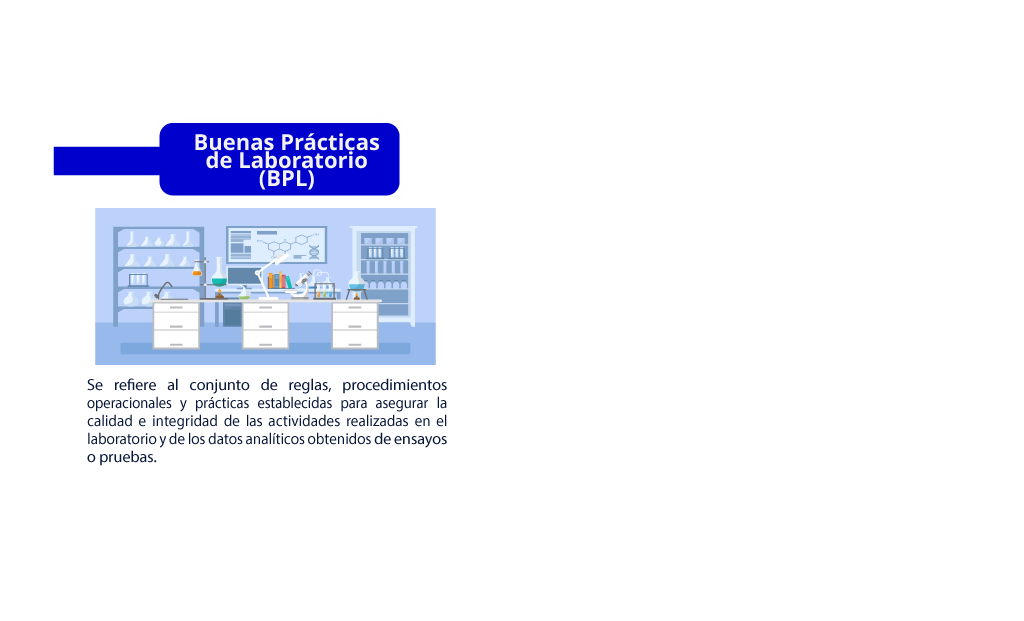 Buenas Prácticas
de Laboratorio
(BPL)
Se refiere al conjunto de reglas, procedimientos
operacionales y prácticas establecidas para asegurar la
calidad e integridad de las actividades realizadas en el
laboratorio y de los datos analíticos obtenidos de ensayos
o pruebas.